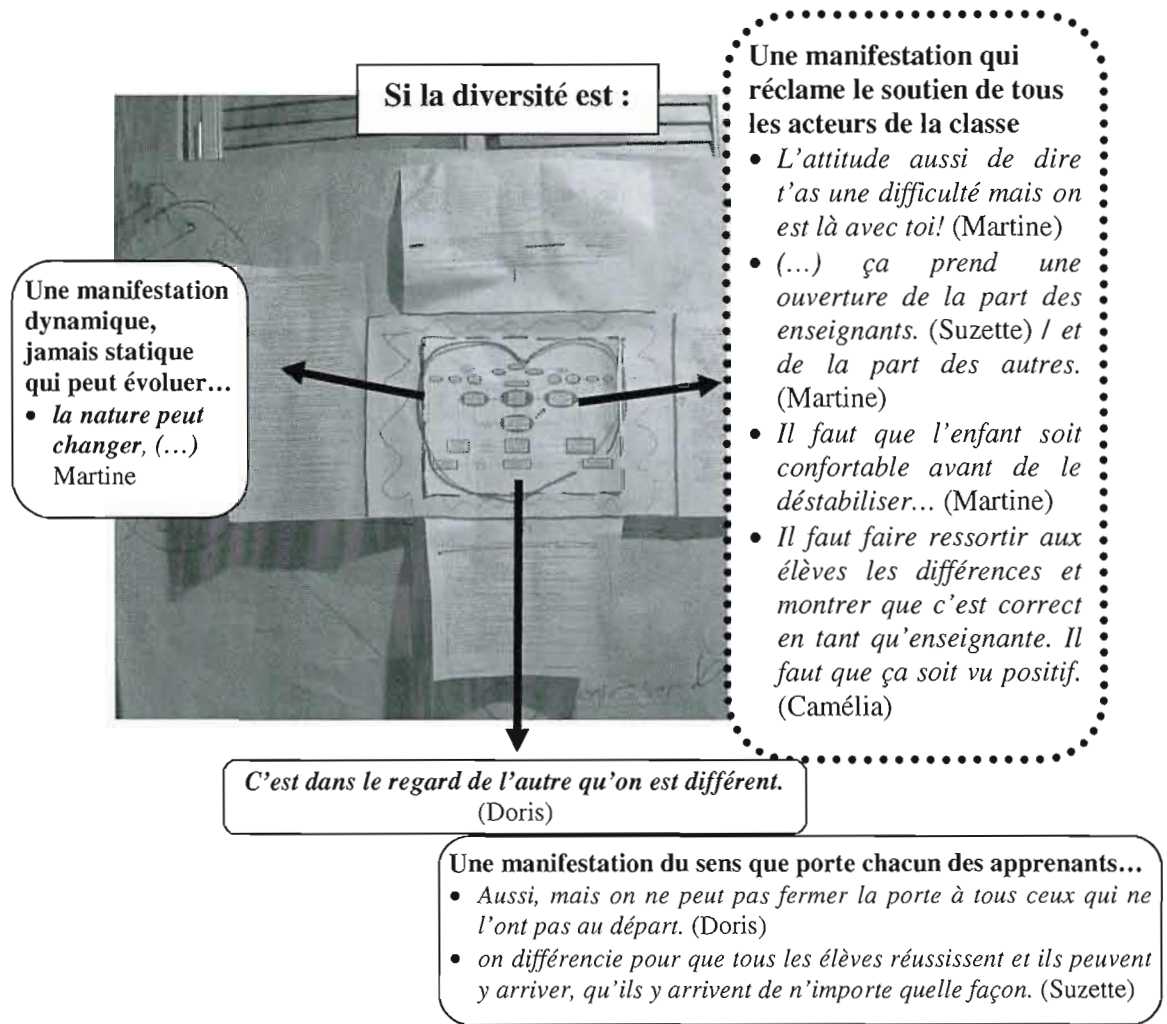 Si la diversité est :
Une manifestation
dynamique,
jamais statique
qui peut évoluer…
• la nature peut
changer, (…)
Martine
Une manifestation qui
réclame le soutien de tous
les acteurs de la classe
• L’attitude aussi de dire
t’as une difficulté mais on
est là avec toi! (Martine)
• (…) ça prend une
ouverture de la part des
enseignants. (Suzette) / et
de la part des autres.
(Martine)
• Il faut que l’enfant soit
confortable avant de le
déstabiliser… (Martine)
• Il faut faire ressortir aux
élèves les différences et
montrer que c’est correct
en tant qu’enseignante. Il
faut que ça soit vu positif.
(Camélia)
C’est dans le regard de l’autre qu’on est différent.
(Doris)
Une manifestation du sens que porte chacun des apprenants…
• Aussi, mais on ne peut pas fermer la porte à tous ceux qui ne
l’ont pas au départ. (Doris)
• on différencie pour que tous les élèves réussissent et ils peuvent
y arriver, qu’ils y arrivent de n’importe quelle façon. (Suzette)